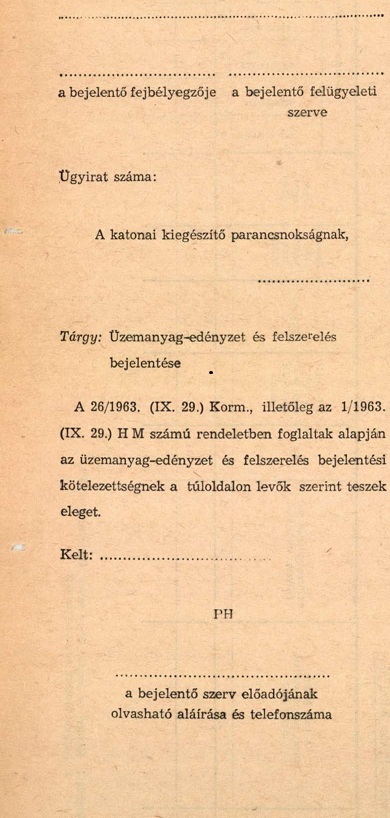 a bejelentő fejbélyegzője a bejelentő felügyeleti
szerve
Ügyirat száma:
A katonai kiegészítő parancsnokságnak,
Tárgy: Üzemanyag-edényzet és felszerelés
bejelentése
A 26/1963. (IX. 29.) Korm., illetőleg az 1/1963.
(IX. 29.) H M számú rendeletben foglaltak alapján
az üzemanyag-edényzet és felszerelés bejelentési
kötelezettségnek a túloldalon levők szerint teszek
eleget.
Kelt:
PH
a bejelentő szerv előadójának
olvasható aláírása és telefonszáma